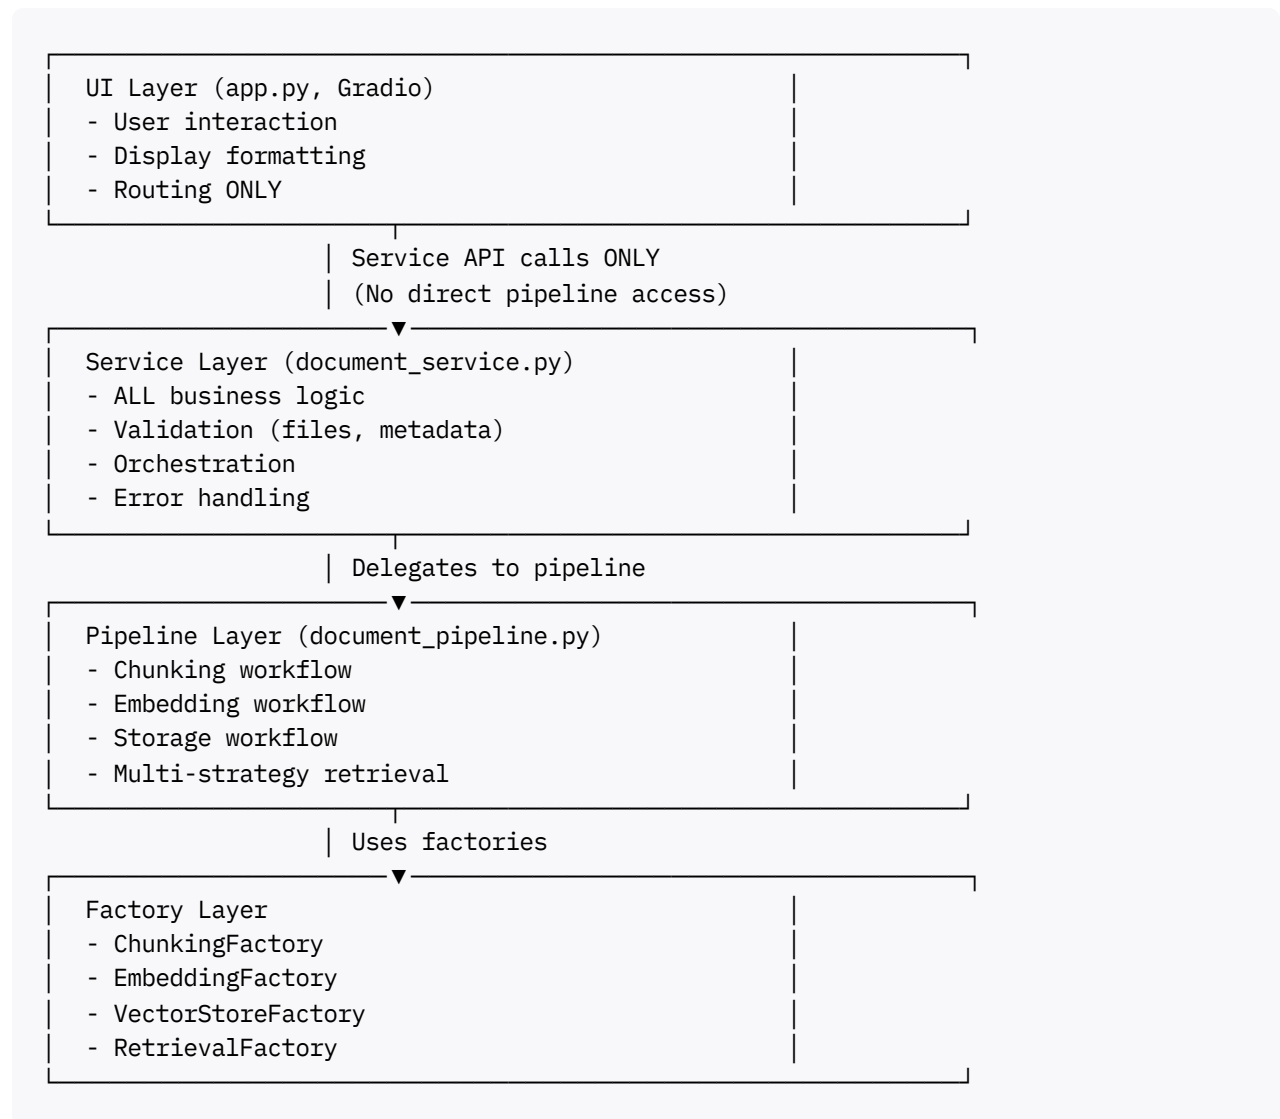 UI Layer (app.py, Gradio)
- User interaction
- Display formatting
- Routing ONLY
Service API calls ONLY
(No direct pipeline access)
Service Layer (document_service.py)
- ALL business logic
- Validation (files, metadata)
- Orchestration
- Error handling
Delegates to pipeline
Pipeline Layer (document_pipeline.py)
- Chunking workflow
- Embedding workflow
- Storage workflow
- Multi-strategy retrieval
Uses factories
Factory Layer
- ChunkingFactory
- EmbeddingFactory
- VectorStoreFactory
- RetrievalFactory